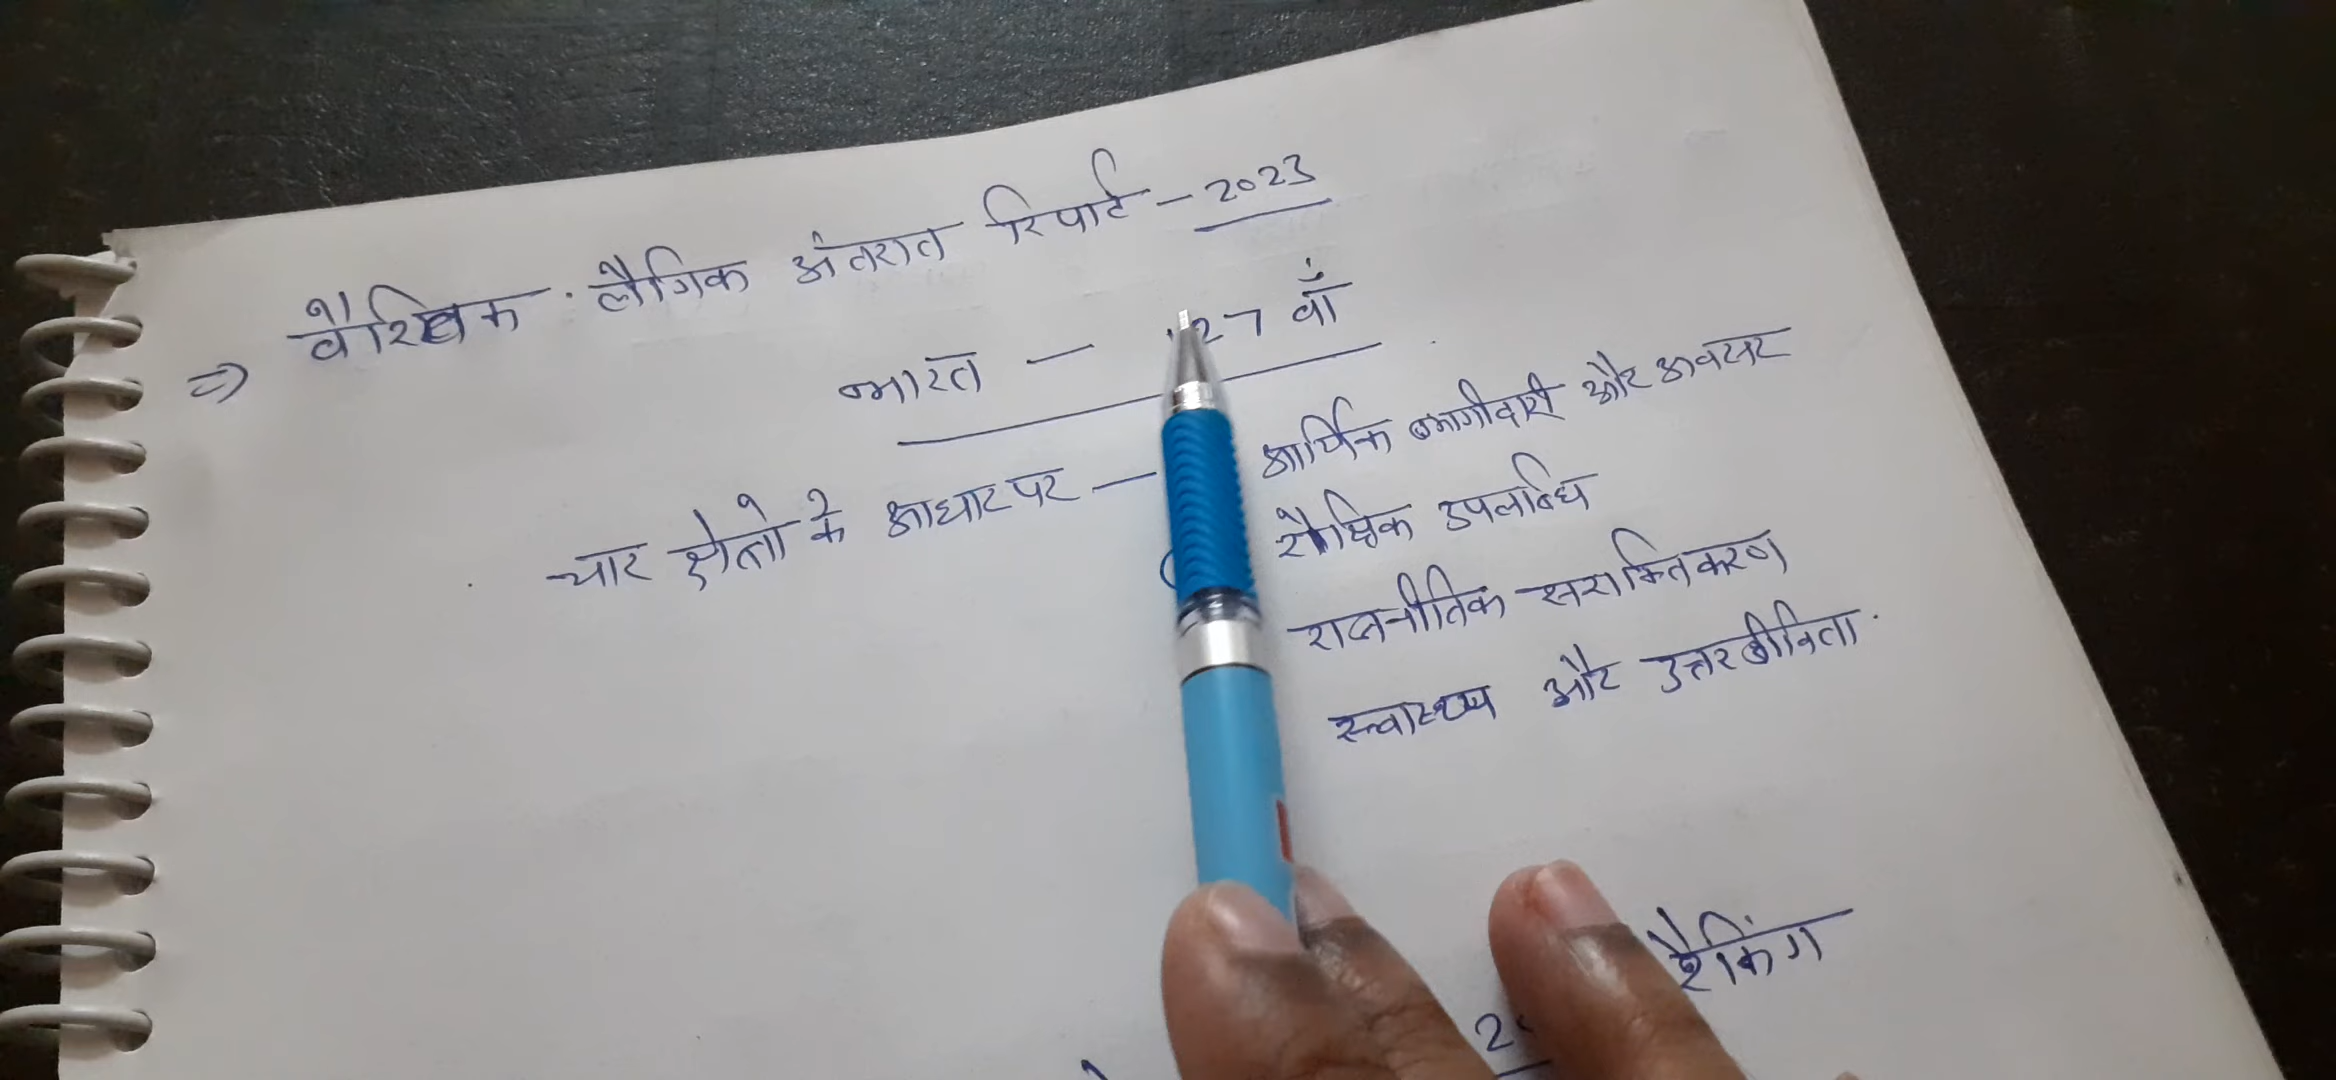 ⇒ वैश्विक लैंगिक अंतराल रिपोर्ट - 2023
भारत - 127 वाँ
चार क्षेत्रों के आधार पर - आर्थिक भागीदारी और अवसर
शैक्षिक उपलब्धि
राजनीतिक सशक्तिकरण
स्वास्थ्य और उत्तरजीविता
रैंकिंग